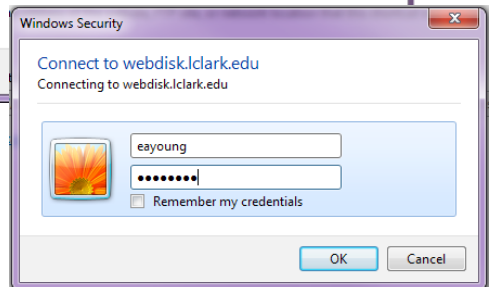 Windows Security
Connect to webdisk.lclark.edu
Connecting to webdisk.lclark.edu
eayoung
••••••••
Remember my credentials
OK Cancel